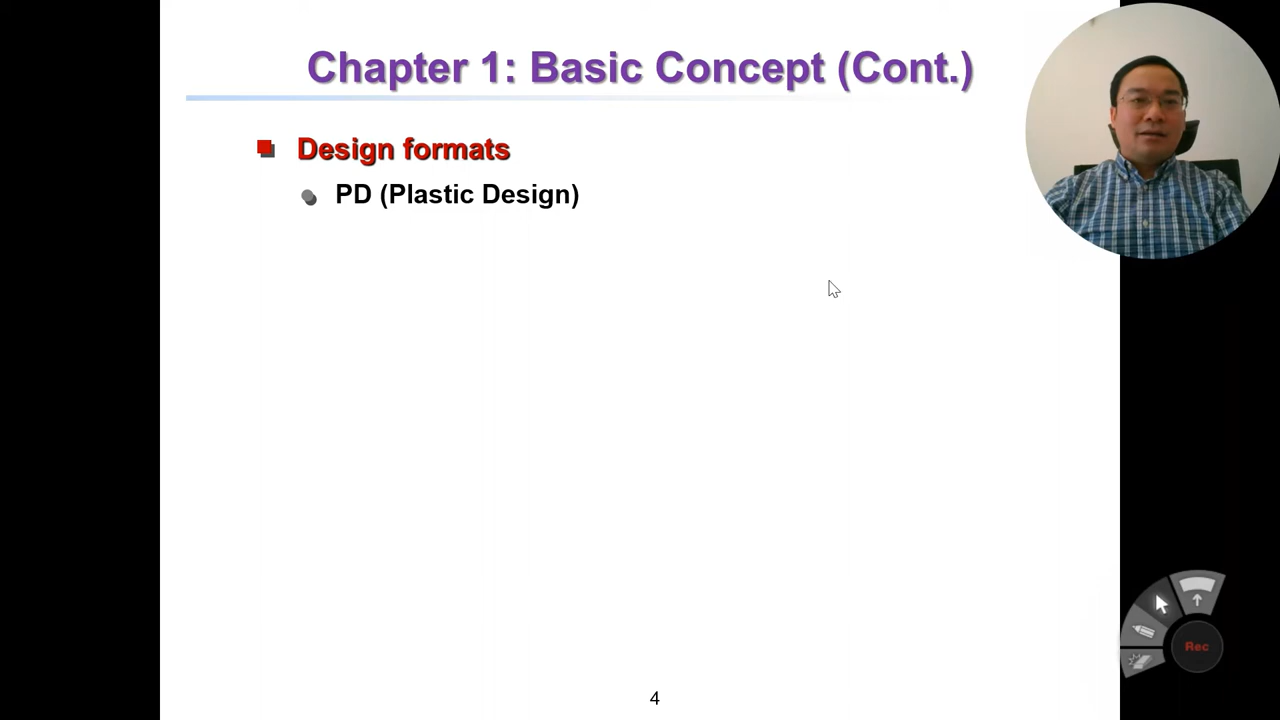 Chapter 1: Basic Concept (Cont.)
Design formats
PD (Plastic Design)
Rec
4